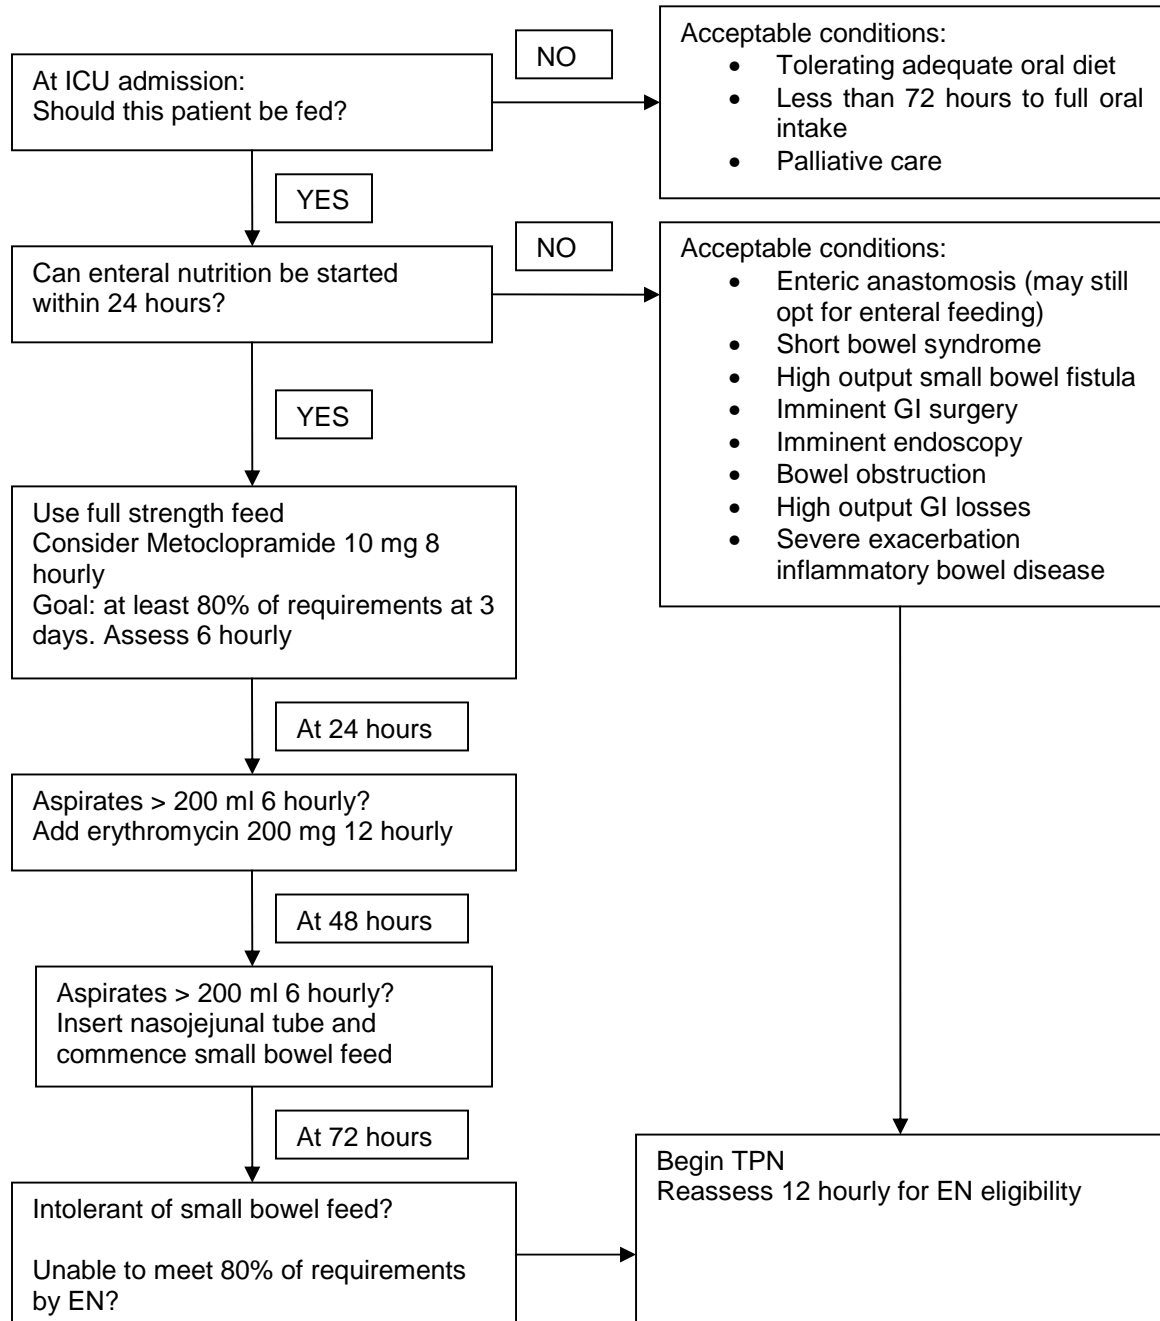 At ICU admission:
Should this patient be fed?
NO
Acceptable conditions:
• Tolerating adequate oral diet
• Less than 72 hours to full oral
intake
• Palliative care
YES
Can enteral nutrition be started
within 24 hours?
NO
Acceptable conditions:
• Enteric anastomosis (may still
opt for enteral feeding)
• Short bowel syndrome
• High output small bowel fistula
• Imminent GI surgery
• Imminent endoscopy
• Bowel obstruction
• High output GI losses
• Severe exacerbation
inflammatory bowel disease
YES
Use full strength feed
Consider Metoclopramide 10 mg 8
hourly
Goal: at least 80% of requirements at 3
days. Assess 6 hourly
At 24 hours
Aspirates > 200 ml 6 hourly?
Add erythromycin 200 mg 12 hourly
At 48 hours
Aspirates > 200 ml 6 hourly?
Insert nasojejunal tube and
commence small bowel feed
At 72 hours
Intolerant of small bowel feed?
Unable to meet 80% of requirements
by EN?
Begin TPN
Reassess 12 hourly for EN eligibility